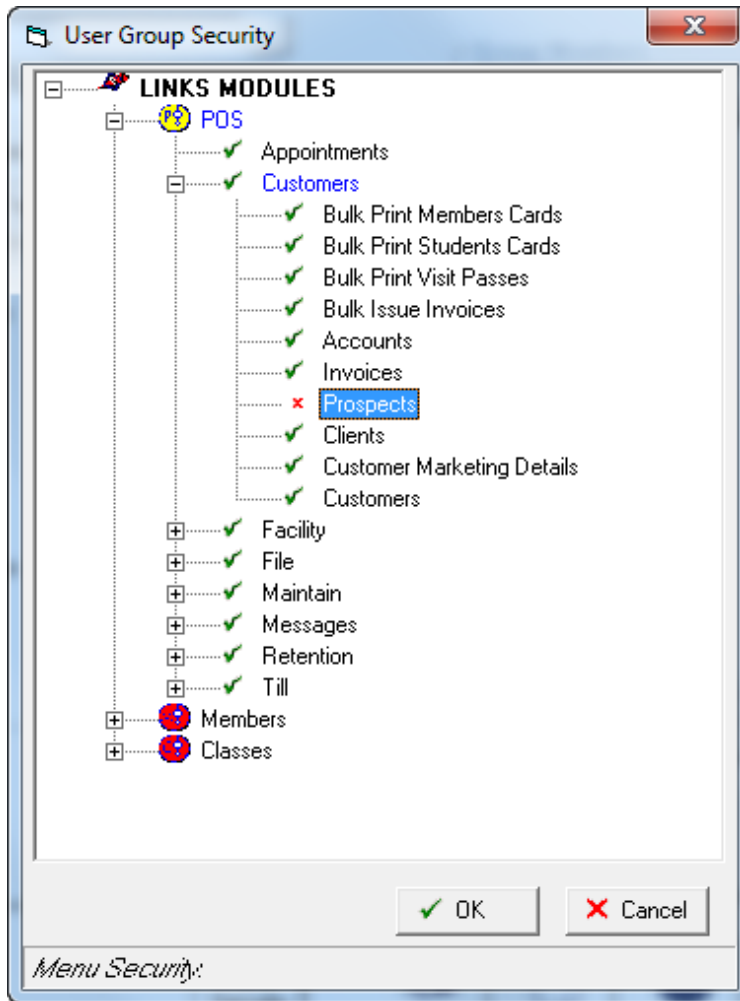 User Group Security
LINKS MODULES
POS
Appointments
Customers
Bulk Print Members Cards
Bulk Print Students Cards
Bulk Print Visit Passes
Bulk Issue Invoices
Accounts
Invoices
Prospects
Clients
Customer Marketing Details
Customers
Facility
File
Maintain
Messages
Retention
Till
Members
Classes
OK Cancel
Menu Security: